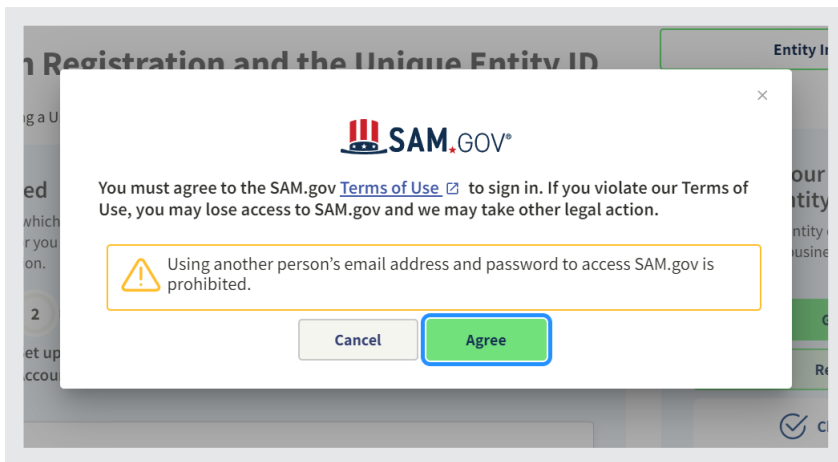 n Registration and the Unique Entity ID
×
SAM.GOV®
You must agree to the SAM.gov Terms of Use to sign in. If you violate our Terms of
Use, you may lose access to SAM.gov and we may take other legal action.
Using another person's email address and password to access SAM.gov is
prohibited.
Cancel
Agree
Entity
g a U
ed
which
r you
on.
2
et up
ccou
our
tity
ntity
usine
G
Re